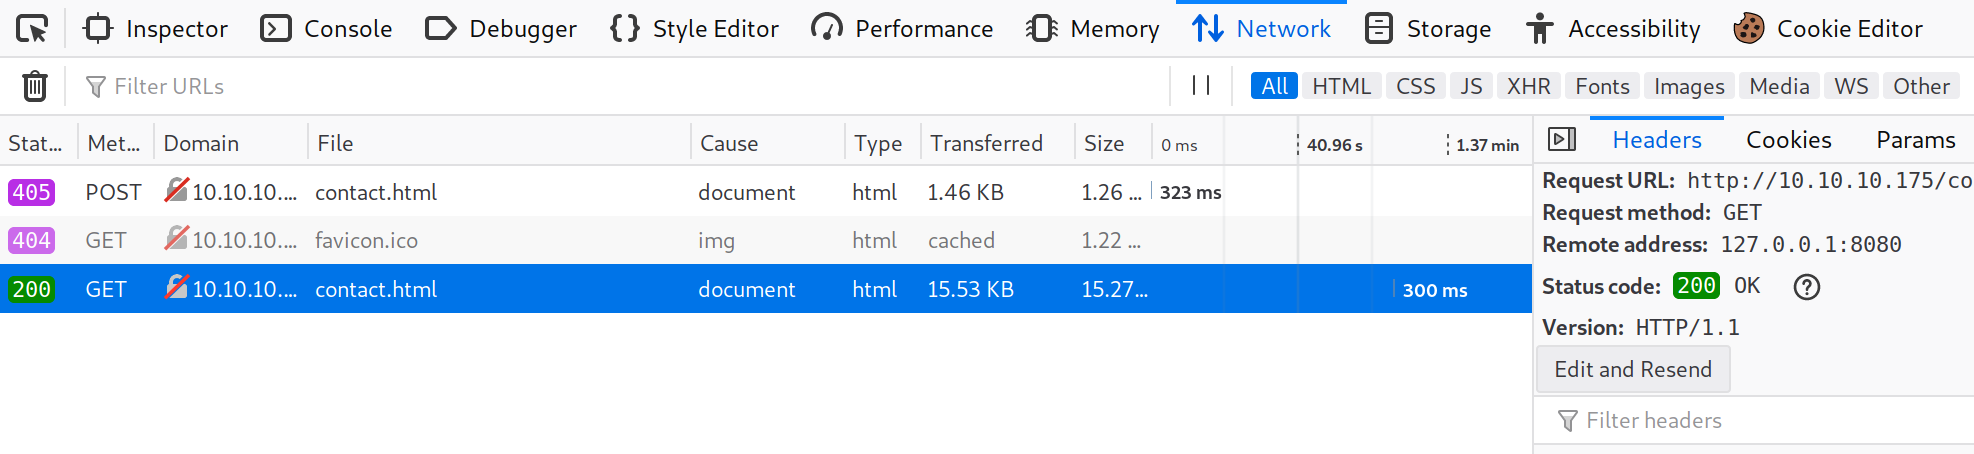 Inspector Console Debugger Style Editor Performance Memory Network Storage Accessibility Cookie Editor
Filter URLs All HTML CSS JS XHR Fonts Images Media WS Other
Stat... Met... Domain File Cause Type Transferred Size 0 ms 40.96 s 1.37 min
405 POST 10.10.10.... contact.html document html 1.46 KB 1.26 ... 323 ms
404 GET 10.10.10.... favicon.ico img html cached 1.22 ...
200 GET 10.10.10.... contact.html document html 15.53 KB 15.27... 300 ms
Headers Cookies Params
Request URL: http://10.10.10.175/co
Request method: GET
Remote address: 127.0.0.1:8080
Status code: 200 OK ?
Version: HTTP/1.1
Edit and Resend
Filter headers